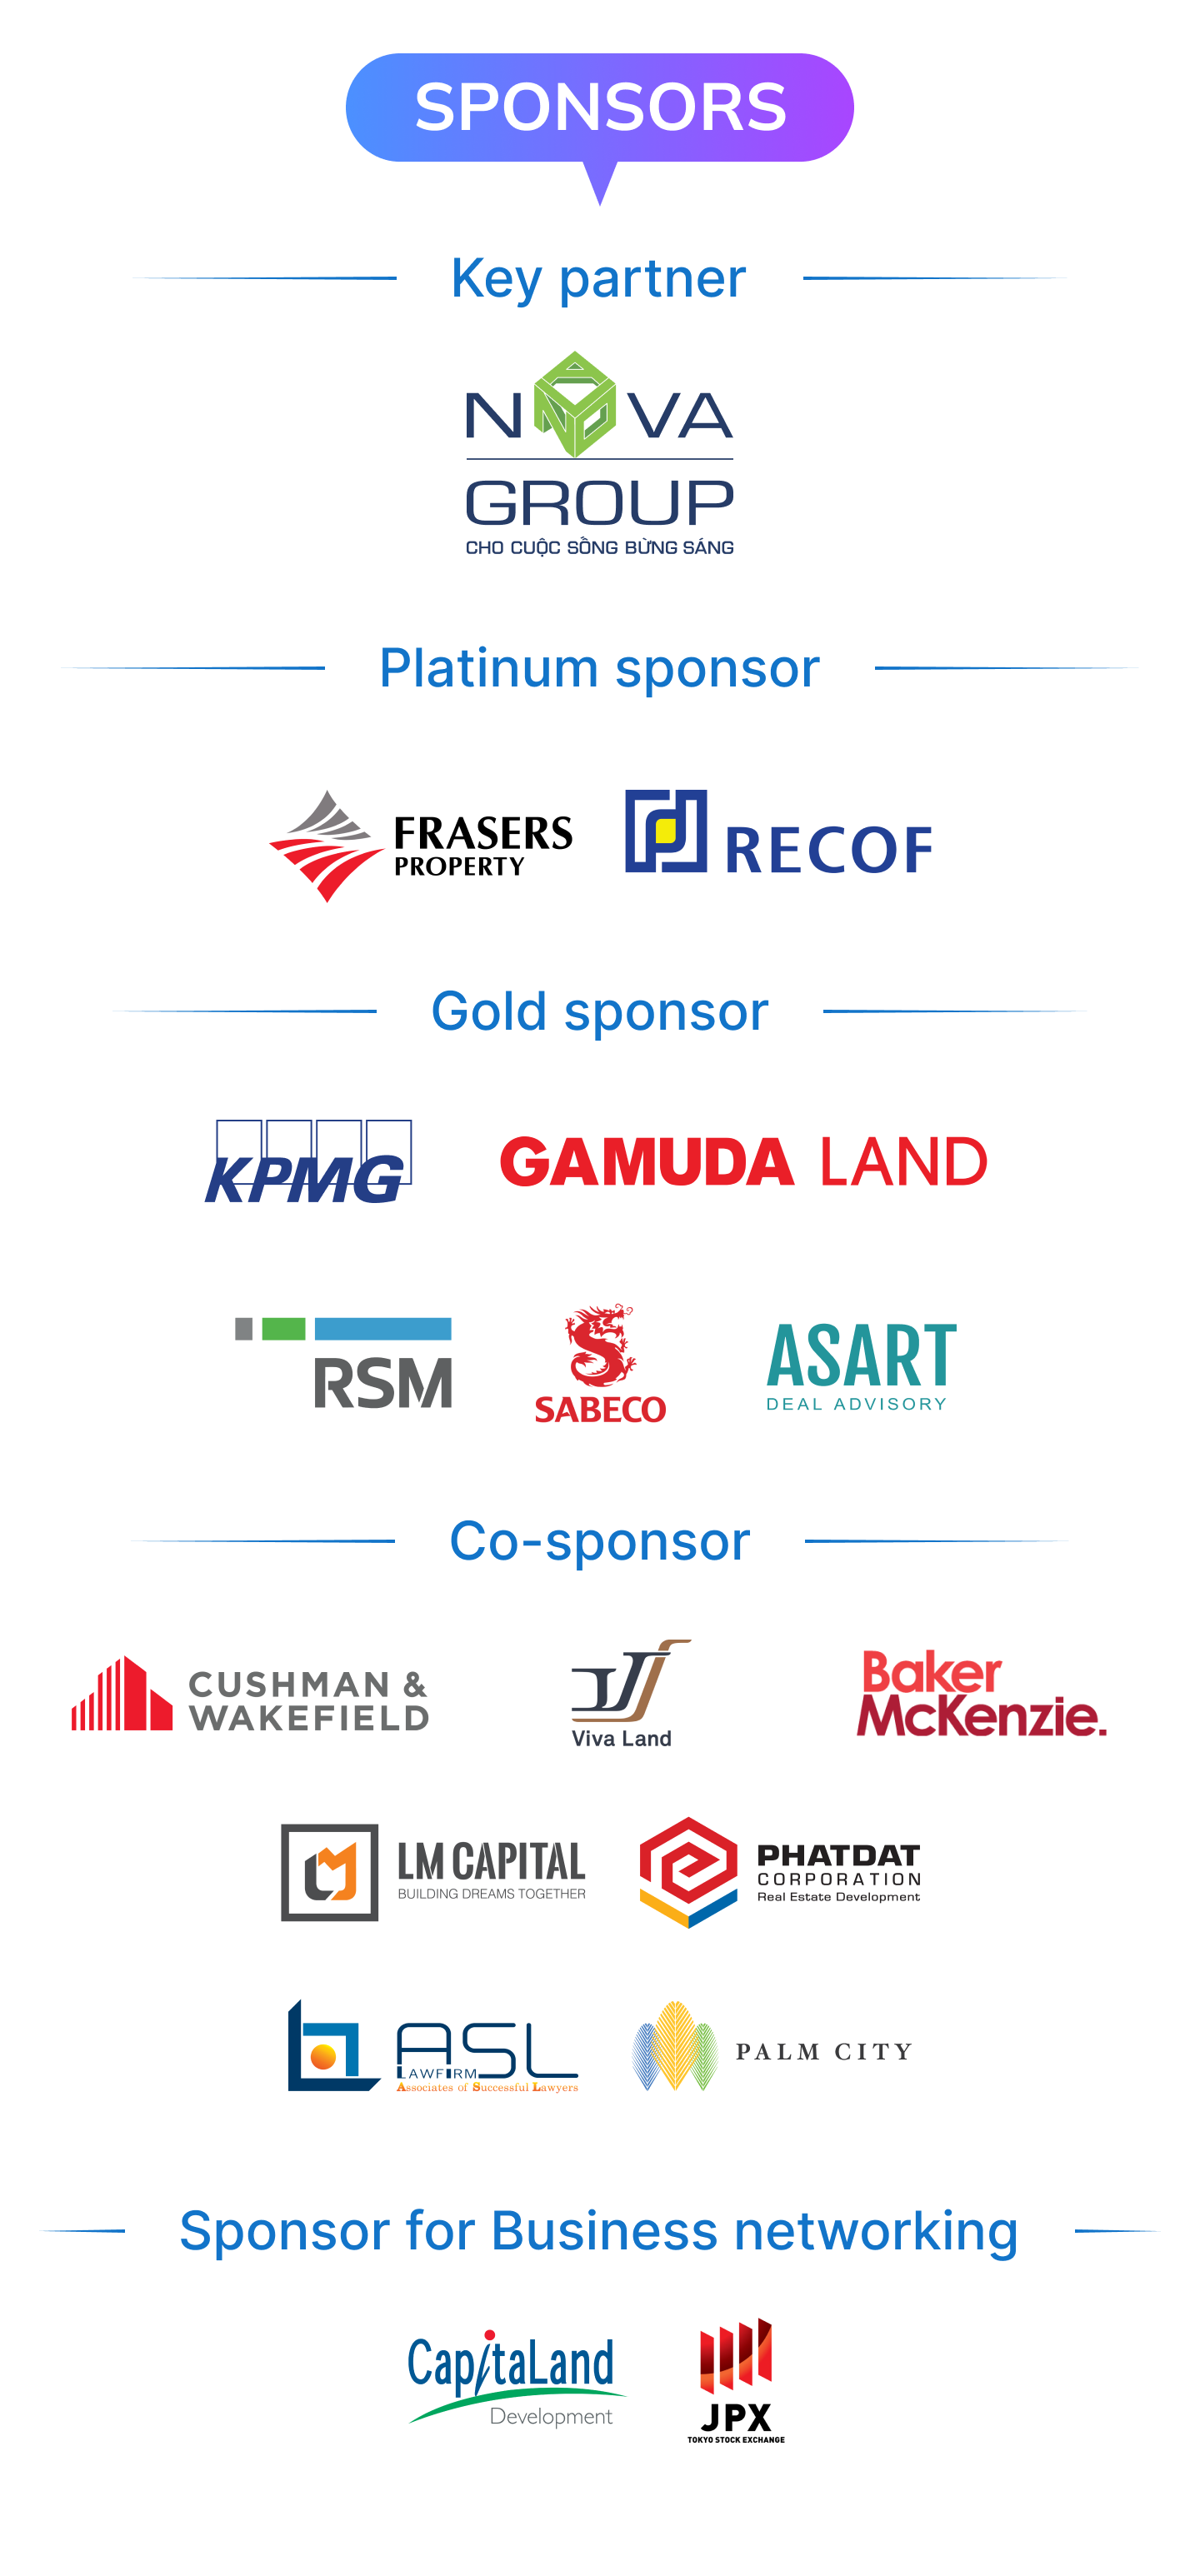 SPONSORS
Key partner
NOVA
GROUP
CHO CUỘC SỐNG BỪNG SÁNG
Platinum sponsor
FRASERS
PROPERTY
RECOF
Gold sponsor
KPMG
GAMUDA LAND
RSM
SABECO
ASART
DEAL ADVISORY
Co-sponsor
CUSHMAN &
WAKEFIELD
Viva Land
Baker
McKenzie.
LM CAPITAL
BUILDING DREAMS TOGETHER
PHATDAT
CORPORATION
Real Estate Development
ASL
LAWFIRM
Associates of Successful Lawyers
PALM CITY
Sponsor for Business networking
CapitaLand
Development
JPX
TOKYO STOCK EXCHANGE